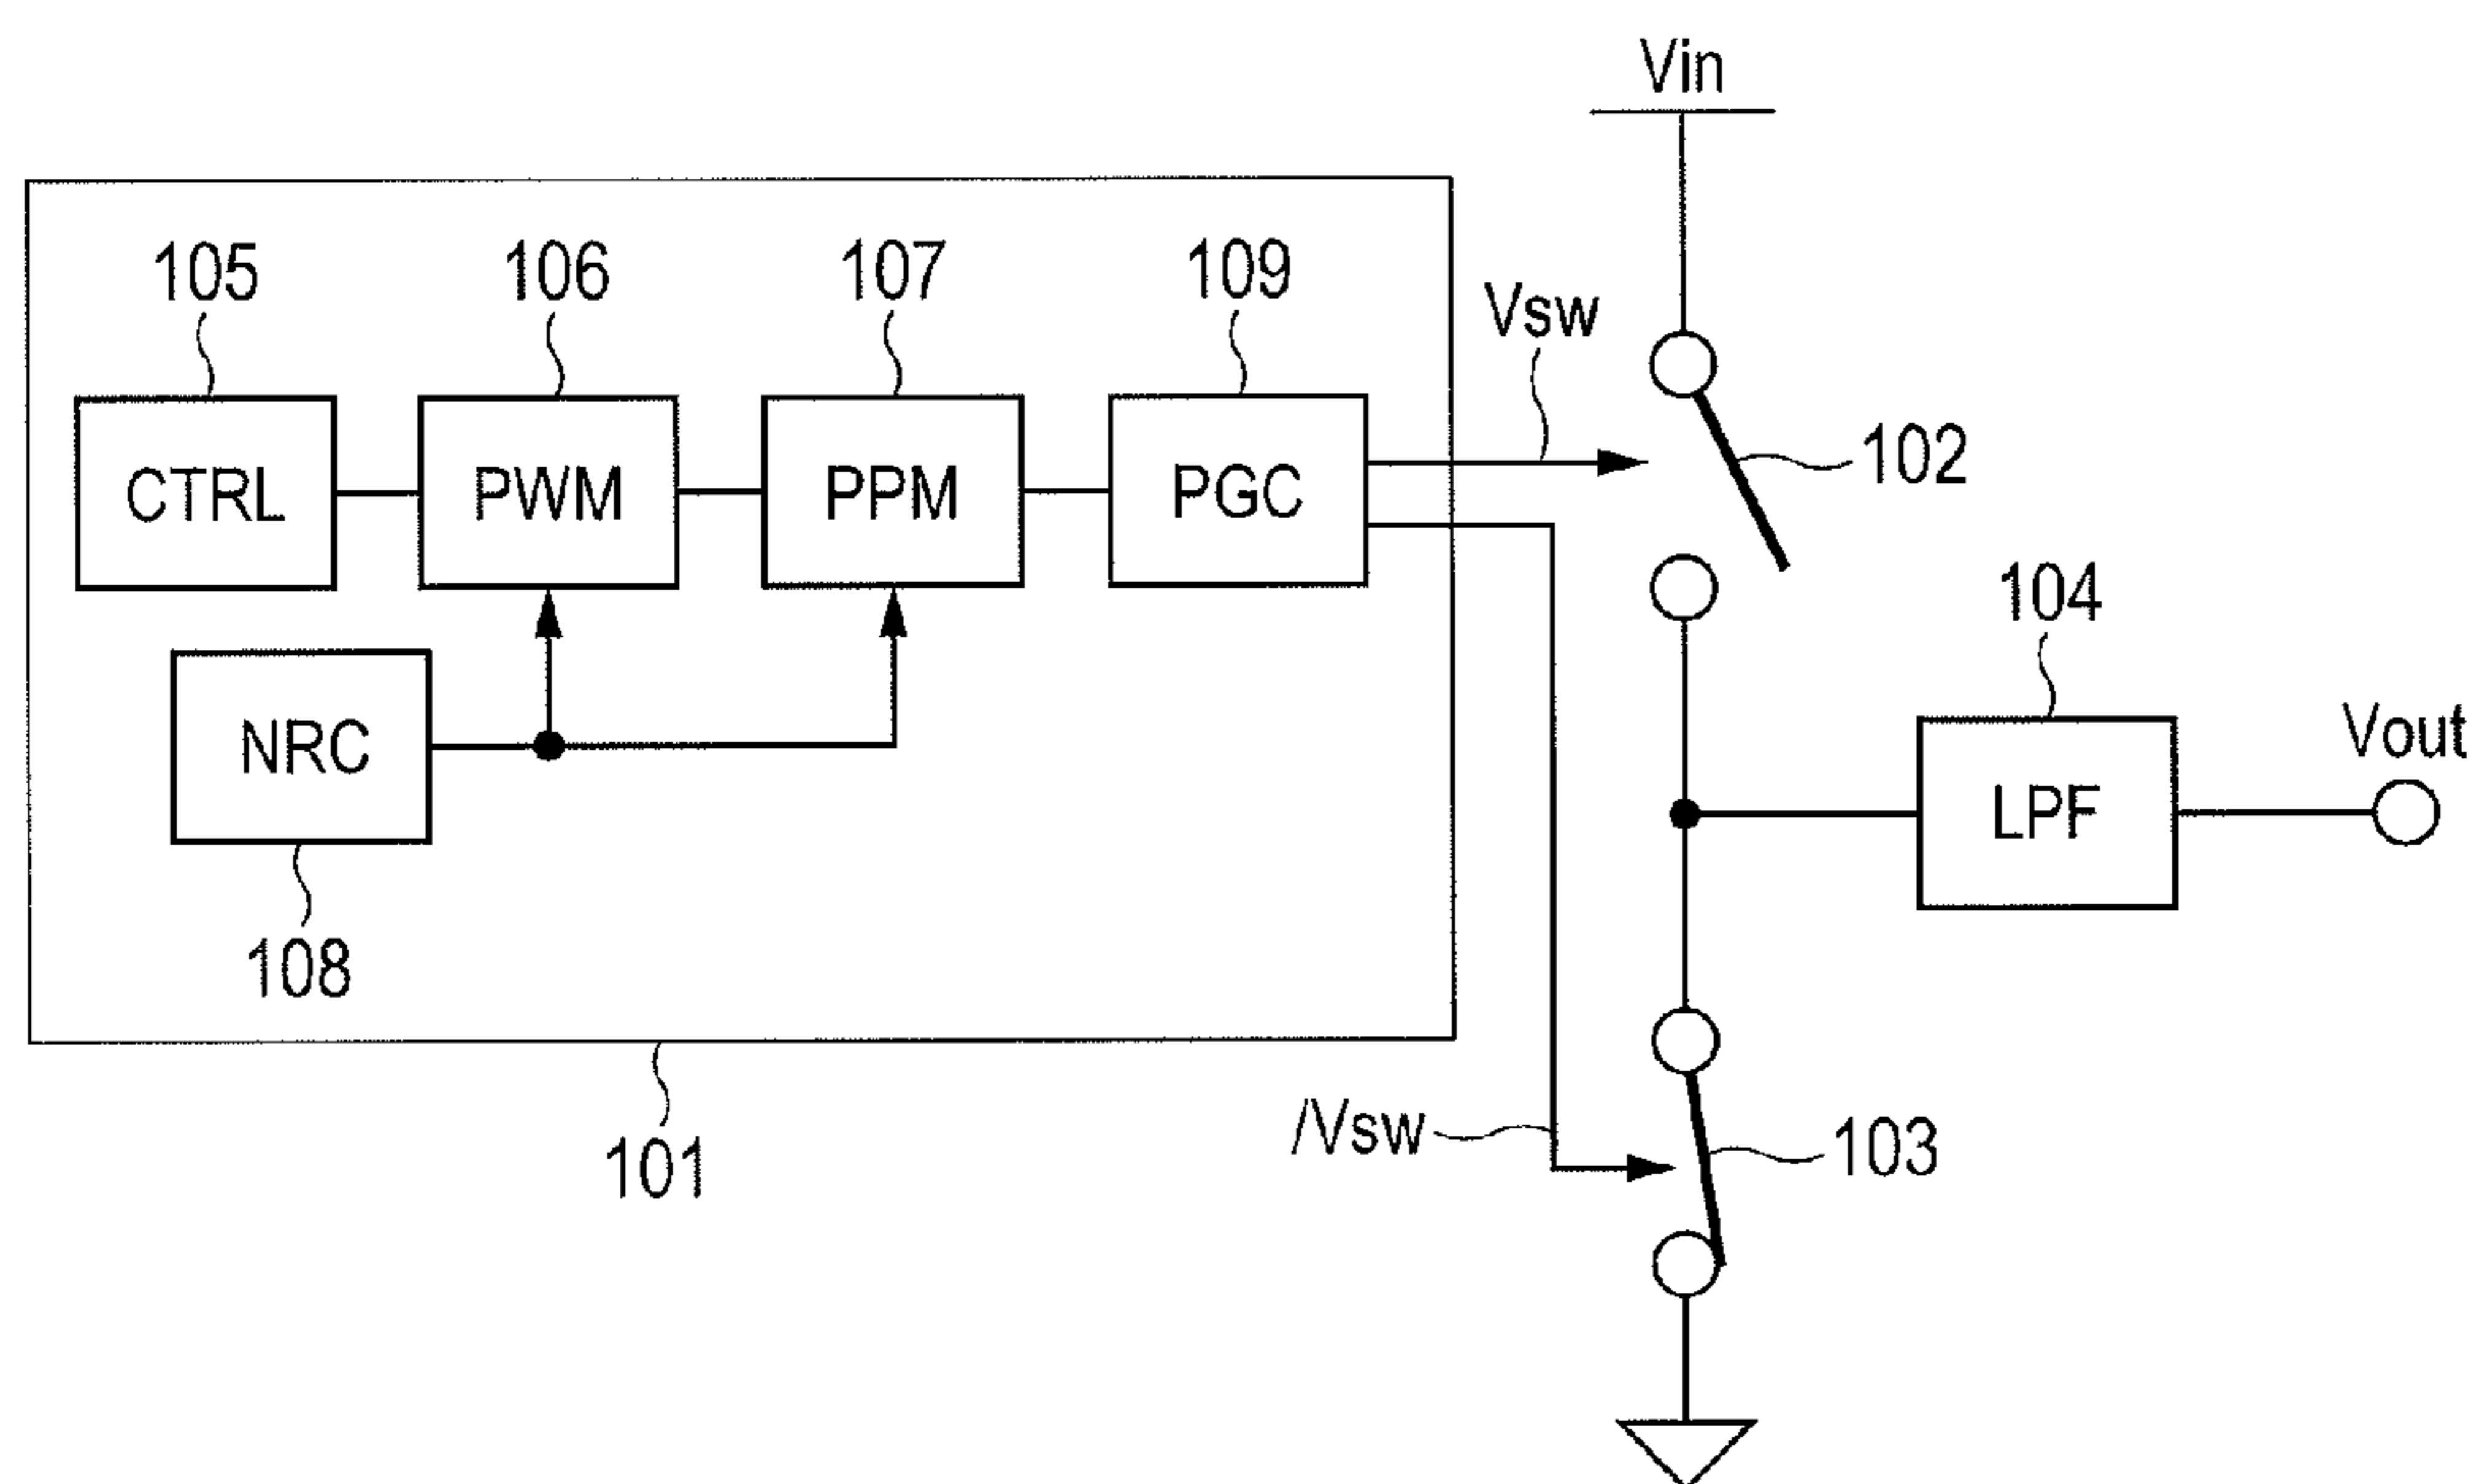 Vin
105
106
107
109
Vsw
CTRL
PWM
PPM
PGC
102
104
NRC
LPF
Vout
108
101
/Vsw
103